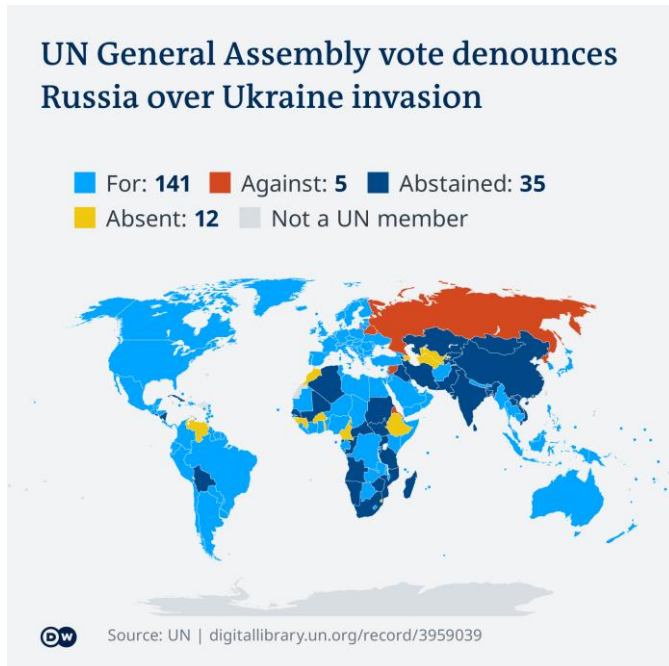 UN General Assembly vote denounces
Russia over Ukraine invasion
For: 141 Against: 5 Abstained: 35
Absent: 12 Not a UN member
DW Source: UN | digitallibrary.un.org/record/3959039